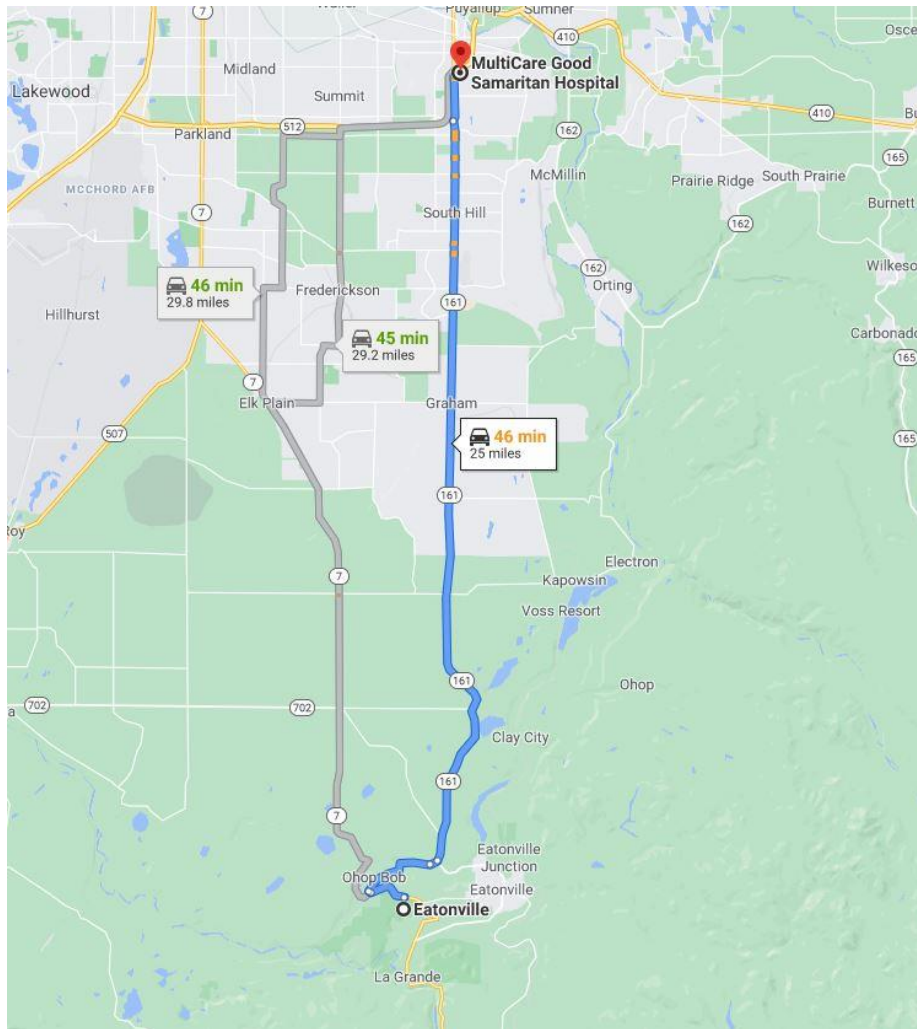 Waller
Puyallup
Sumner
410
Osce
MultiCare Good
Samaritan Hospital
Midland
Lakewood
Summit
512
Parkland
410
Bu
162
165
MCCHORD AFB
McMillin
Prairie Ridge
South Prairie
7
Burnett
South Hill
162
162
Wilkeso
46 min
29.8 miles
Frederickson
Orting
161
Hillhurst
45 min
29.2 miles
Carbonado
165
7
Elk Plain
Graham
507
46 min
25 miles
165
161
Roy
Electron
7
Kapowsin
Voss Resort
161
Ohop
702
702
a
Clay City
161
7
Eatonville
Junction
Ohop Bob
Eatonville
Eatonville
La Grande
7